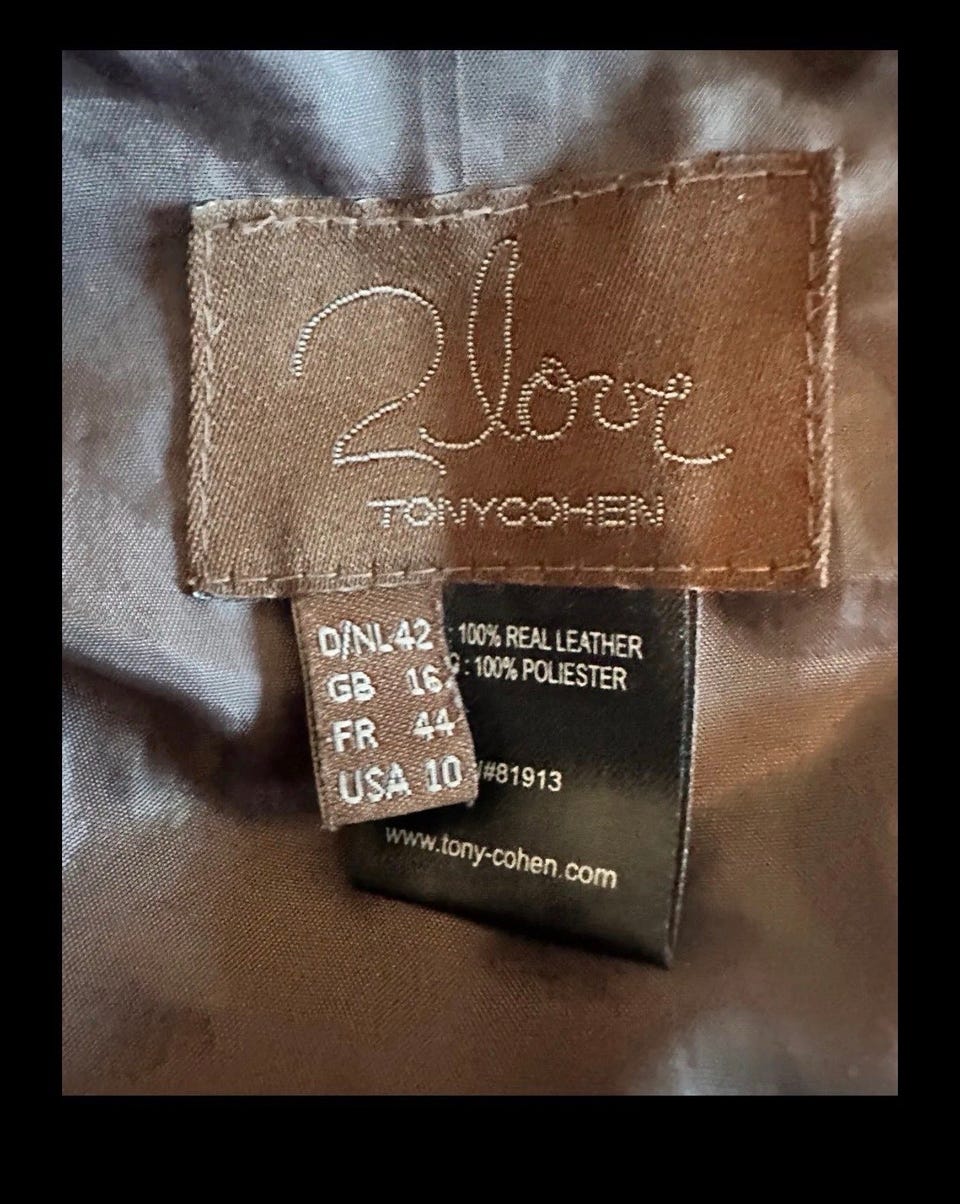 2love
TONYCOHEN
D/NL 42
GB 16
FR 44
USA 10
: 100% REAL LEATHER
G : 100% POLIESTER
#81913
www.tony-cohen.com